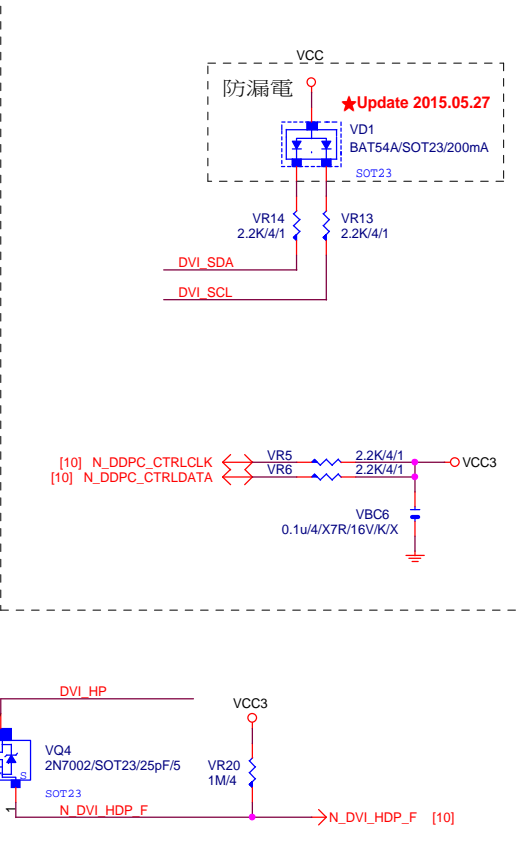 VCC
防漏電
★Update 2015.05.27
VD1
BAT54A/SOT23/200mA
SOT23
VR14
2.2K/4/1
VR13
2.2K/4/1
DVI_SDA
DVI_SCL
[10] N_DDPC_CTRLCLK VR5 2.2K/4/1 VCC3
[10] N_DDPC_CTRLDATA VR6 2.2K/4/1
VBC6
0.1u/4/X7R/16V/K/X
DVI_HP
VCC3
VQ4
2N7002/SOT23/25pF/5
SOT23
S
VR20
1M/4
1
N_DVI_HDP_F
N_DVI_HDP_F [10]